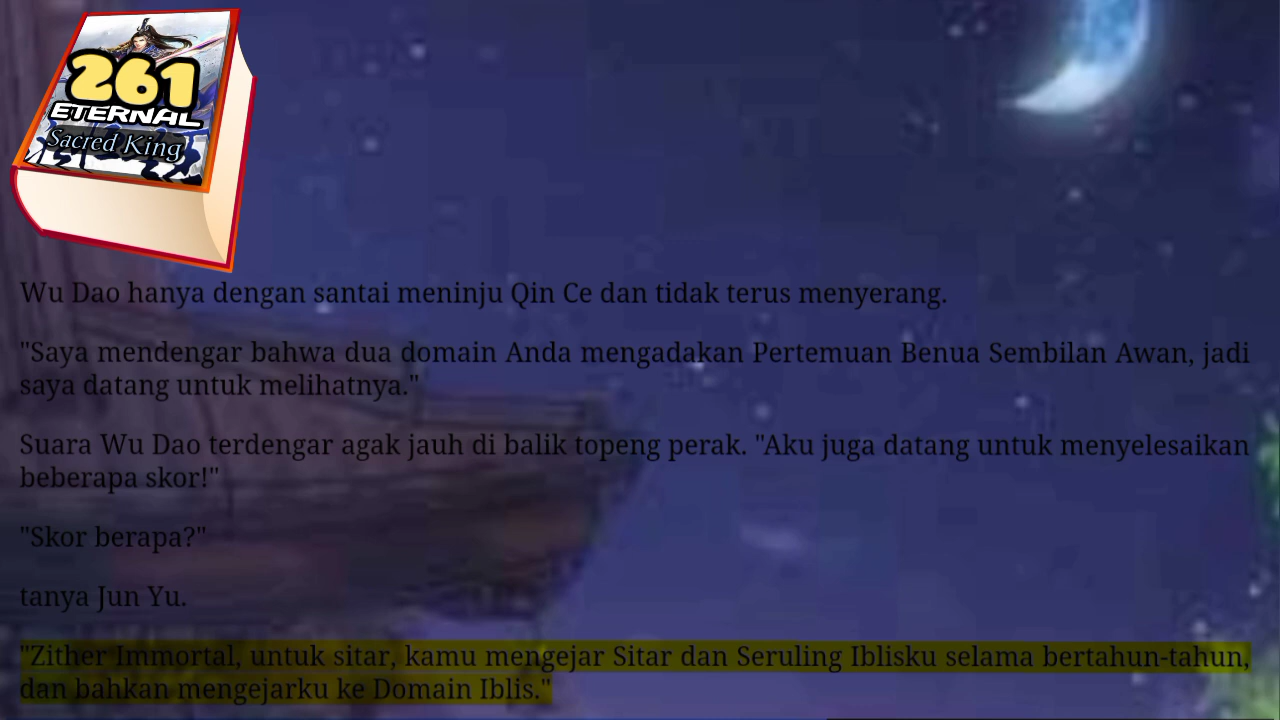 261
ETERNAL
Sacred King
Wu Dao hanya dengan santai meninju Qin Ce dan tidak terus menyerang.
"Saya mendengar bahwa dua domain Anda mengadakan Pertemuan Benua Sembilan Awan, jadi
saya datang untuk melihatnya."
Suara Wu Dao terdengar agak jauh di balik topeng perak. "Aku juga datang untuk menyelesaikan
beberapa skor!"
"Skor berapa?"
tanya Jun Yu.
"Zither Immortal, untuk sitar, kamu mengejar Sitar dan Seruling Iblisku selama bertahun-tahun,
dan bahkan mengejarku ke Domain Iblis."